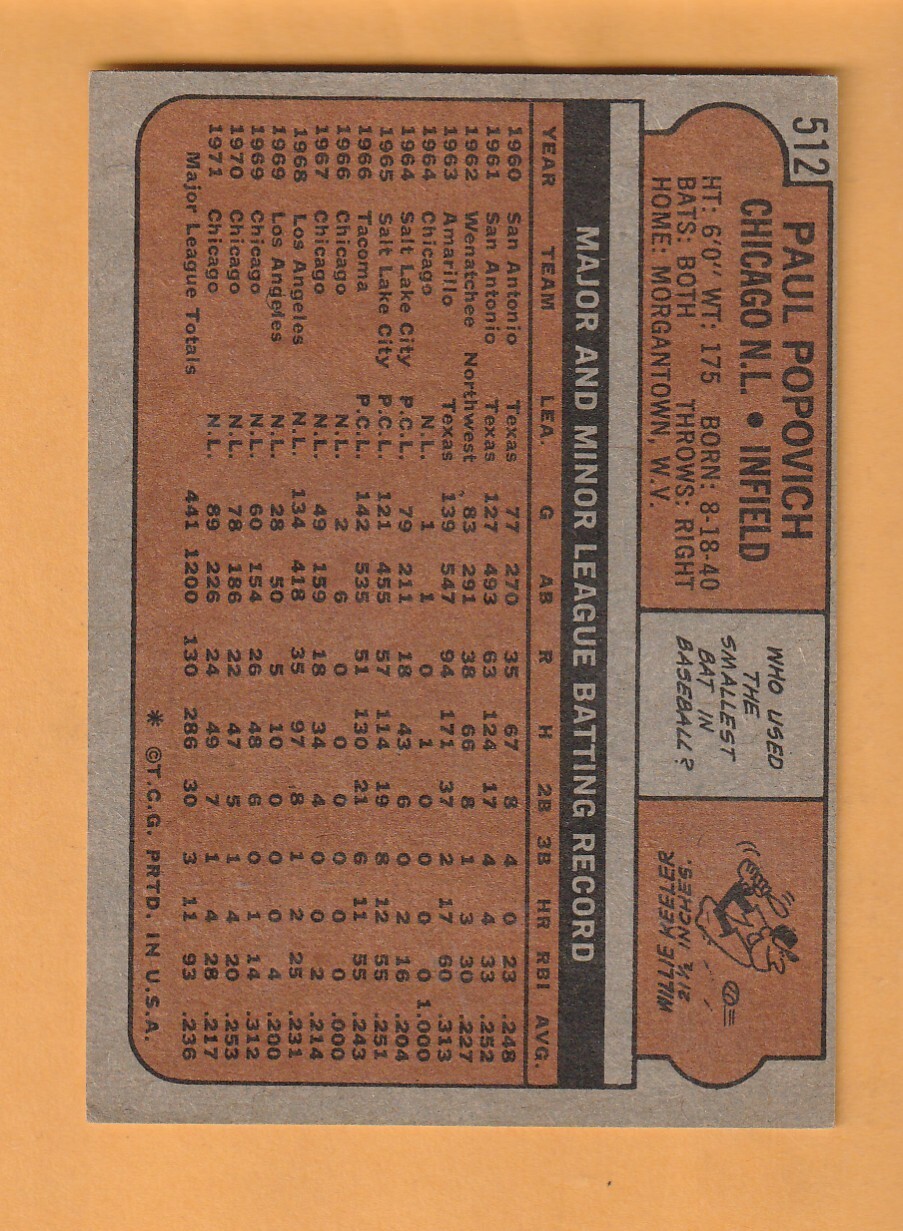 512
PAUL POPOVICH
CHICAGO N.L. • INFIELD
HT: 6'0" WT: 175 BORN: 8-18-40
BATS: BOTH THROWS: RIGHT
HOME: MORGANTOWN, W.V.
WHO USED
THE
SMALLEST
BAT IN
BASEBALL?
WILLIE KEELER
31½ INCHES.
MAJOR AND MINOR LEAGUE BATTING RECORD
YEAR TEAM LEA. G AB R H 2B 3B HR RBI AVG.
1960 San Antonio Texas 77 270 35 67 8 4 0 23 .248
1961 San Antonio Texas 127 493 63 124 17 4 4 33 .252
1962 Wenatchee Northwest 83 291 38 66 8 1 3 30 .227
1963 Amarillo Texas 139 547 94 171 37 2 17 60 .313
1964 Chicago N.L. 1 1 0 1 0 0 0 0 1.000
1964 Salt Lake City P.C.L. 79 211 18 43 6 0 2 16 .204
1965 Salt Lake City P.C.L. 121 455 57 114 19 8 12 55 .251
1966 Tacoma P.C.L. 142 535 51 130 21 6 11 55 .243
1966 Chicago N.L. 2 6 0 0 0 0 0 0 .000
1967 Chicago N.L. 49 159 18 34 4 0 0 2 .214
1968 Los Angeles N.L. 134 418 35 97 8 1 2 25 .231
1969 Los Angeles N.L. 28 50 5 10 0 0 0 4 .200
1969 Chicago N.L. 60 154 26 48 6 0 1 14 .312
1970 Chicago N.L. 78 186 22 47 5 1 4 20 .253
1971 Chicago N.L. 89 226 24 49 7 1 4 28 .217
Major League Totals 441 1200 130 286 30 3 11 93 .236
* ©T.C.G. PRTD. IN U.S.A.